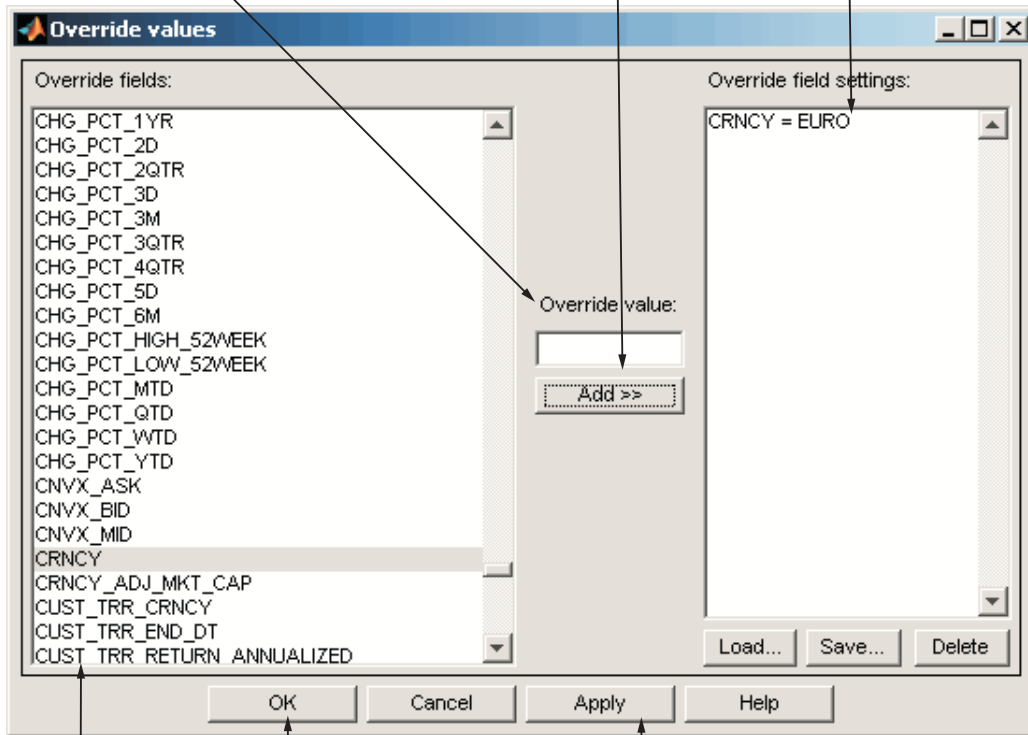 Override values
Override fields:
CHG_PCT_1YR
CHG_PCT_2D
CHG_PCT_2QTR
CHG_PCT_3D
CHG_PCT_3M
CHG_PCT_3QTR
CHG_PCT_4QTR
CHG_PCT_5D
CHG_PCT_6M
CHG_PCT_HIGH_52WEEK
CHG_PCT_LOW_52WEEK
CHG_PCT_MTD
CHG_PCT_QTD
CHG_PCT_WTD
CHG_PCT_YTD
CNVX_ASK
CNVX_BID
CNVX_MID
CRNCY
CRNCY_ADJ_MKT_CAP
CUST_TRR_CRNCY
CUST_TRR_END_DT
CUST_TRR_RETURN_ANNUALIZED
Override value:
Add >>
Override field settings:
CRNCY = EURO
Load... Save... Delete
OK Cancel Apply Help